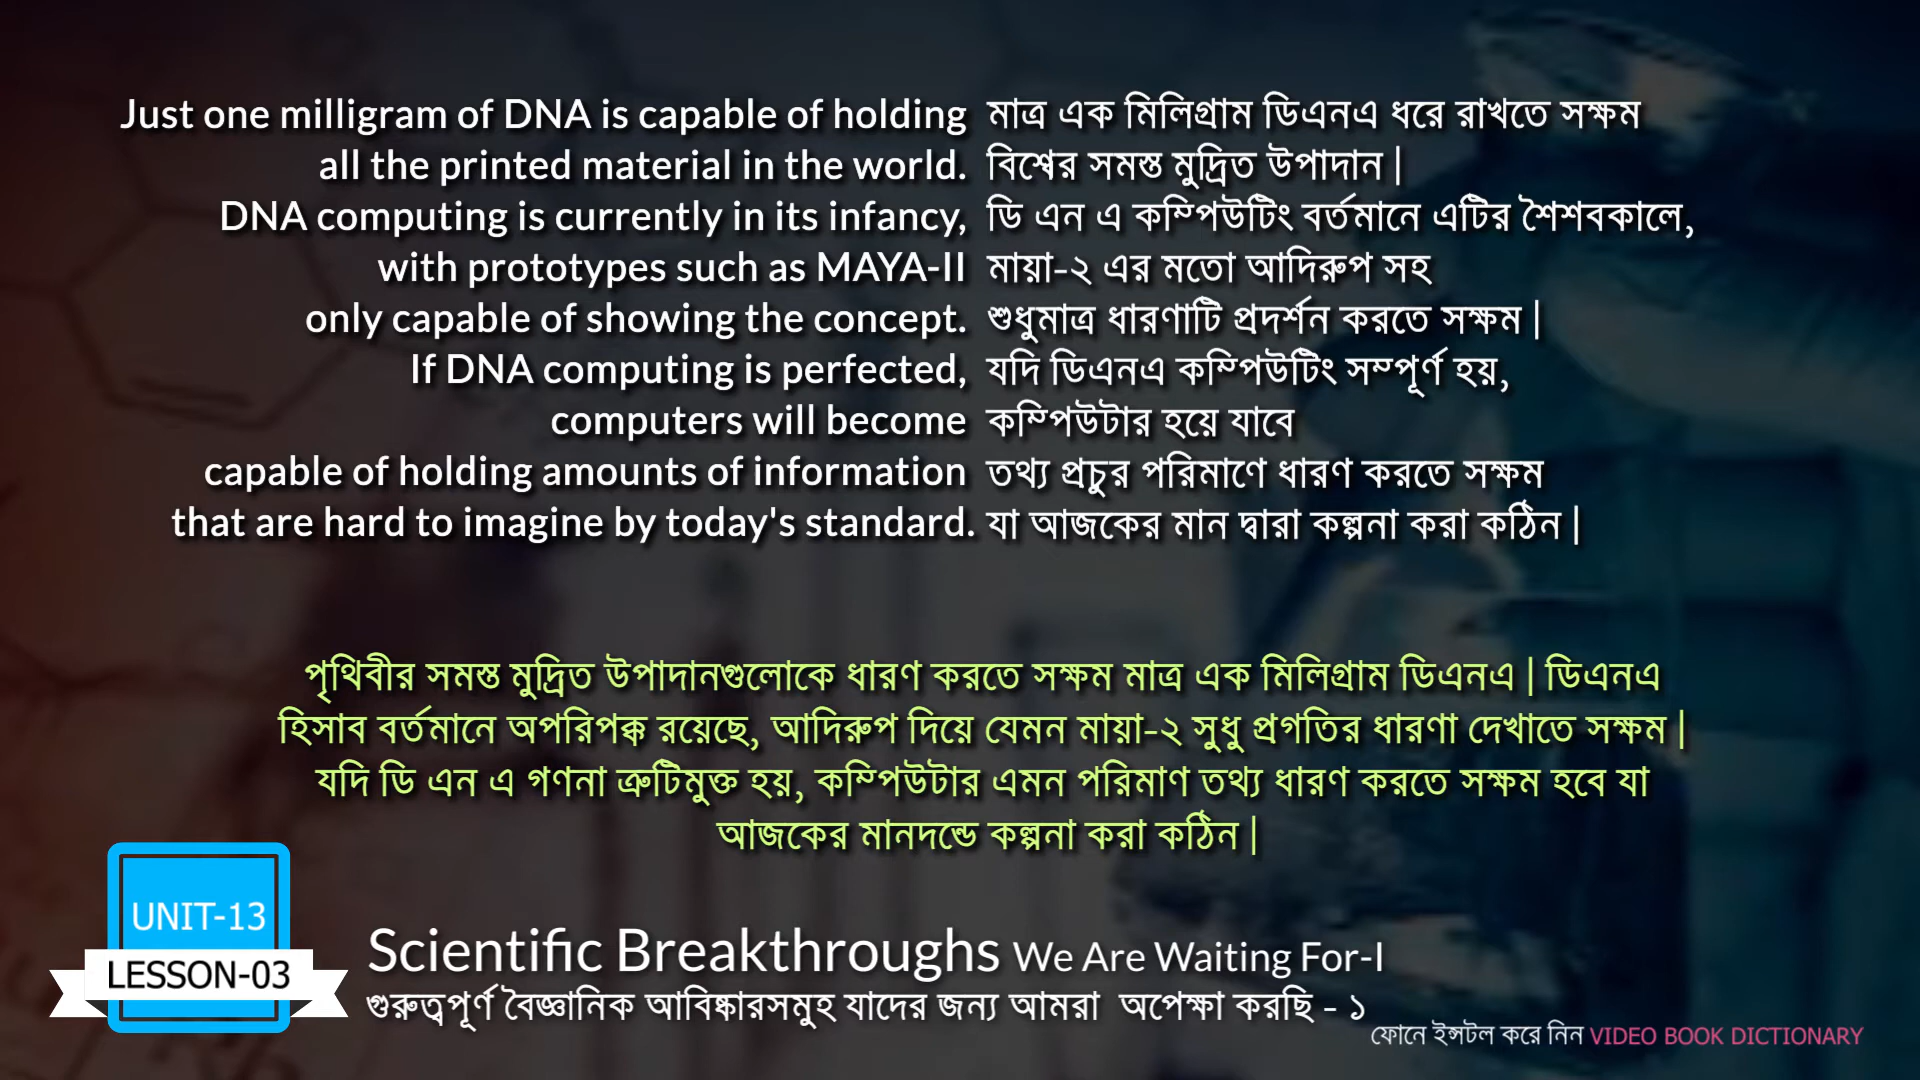 Just one milligram of DNA is capable of holding মাত্র এক মিলিগ্রাম ডিএনএ ধরে রাখতে সক্ষম
all the printed material in the world. বিশ্বের সমস্ত মুদ্রিত উপাদান |
DNA computing is currently in its infancy, ডি এন এ কম্পিউটিং বর্তমানে এটির শৈশবকালে,
with prototypes such as MAYA-II মায়া-২ এর মতো আদিরুপ সহ
only capable of showing the concept. শুধুমাত্র ধারণাটি প্রদর্শন করতে সক্ষম |
If DNA computing is perfected, যদি ডিএনএ কম্পিউটিং সম্পূর্ণ হয়,
computers will become কম্পিউটার হয়ে যাবে
capable of holding amounts of information তথ্য প্রচুর পরিমাণে ধারণ করতে সক্ষম
that are hard to imagine by today's standard. যা আজকের মান দ্বারা কল্পনা করা কঠিন |
পৃথিবীর সমস্ত মুদ্রিত উপাদানগুলোকে ধারণ করতে সক্ষম মাত্র এক মিলিগ্রাম ডিএনএ | ডিএনএ
হিসাব বর্তমানে অপরিপক্ক রয়েছে, আদিরুপ দিয়ে যেমন মায়া-২ সুধু প্রগতির ধারণা দেখাতে সক্ষম |
যদি ডি এন এ গণনা ত্রুটিমুক্ত হয়, কম্পিউটার এমন পরিমাণ তথ্য ধারণ করতে সক্ষম হবে যা
আজকের মানদন্ডে কল্পনা করা কঠিন |
UNIT-13
LESSON-03
Scientific Breakthroughs We Are Waiting For-I
গুরুত্বপূর্ণ বৈজ্ঞানিক আবিষ্কারসমুহ যাদের জন্য আমরা অপেক্ষা করছি - ১
ফোনে ইন্সটল করে নিন VIDEO BOOK DICTIONARY